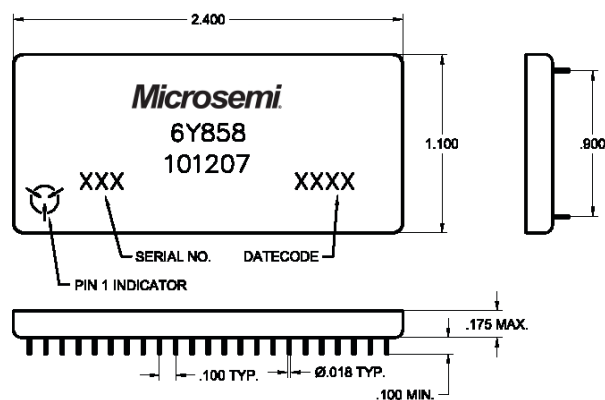 2.400
Microsemi
6Y858
101207
XXX
XXXX
1.100
.900
SERIAL NO.
DATECODE
PIN 1 INDICATOR
.175 MAX.
.100 TYP.
Ø.018 TYP.
.100 MIN.